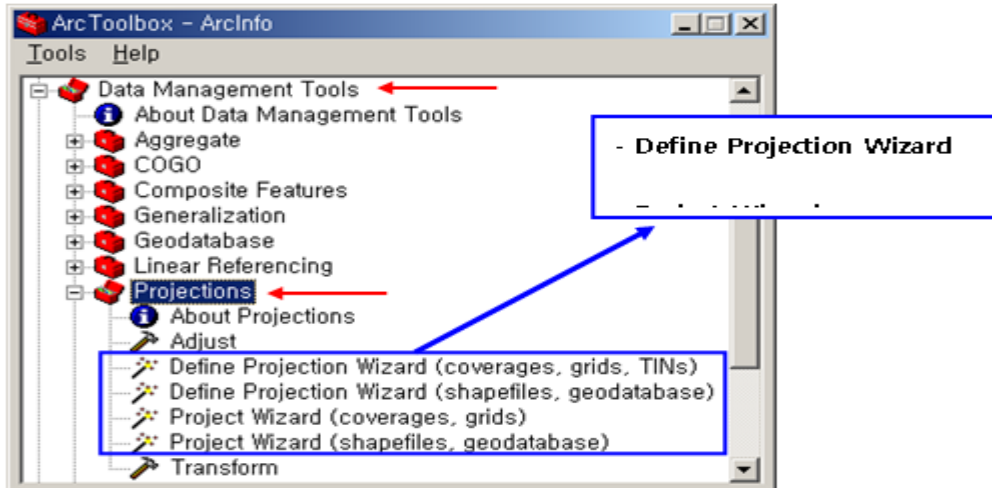 ArcToolbox - ArcInfo
Tools Help
Data Management Tools
About Data Management Tools
Aggregate
COGO
Composite Features
Generalization
Geodatabase
Linear Referencing
Projections
About Projections
Adjust
Define Projection Wizard (coverages, grids, TINs)
Define Projection Wizard (shapefiles, geodatabase)
Project Wizard (coverages, grids)
Project Wizard (shapefiles, geodatabase)
Transform
- Define Projection Wizard